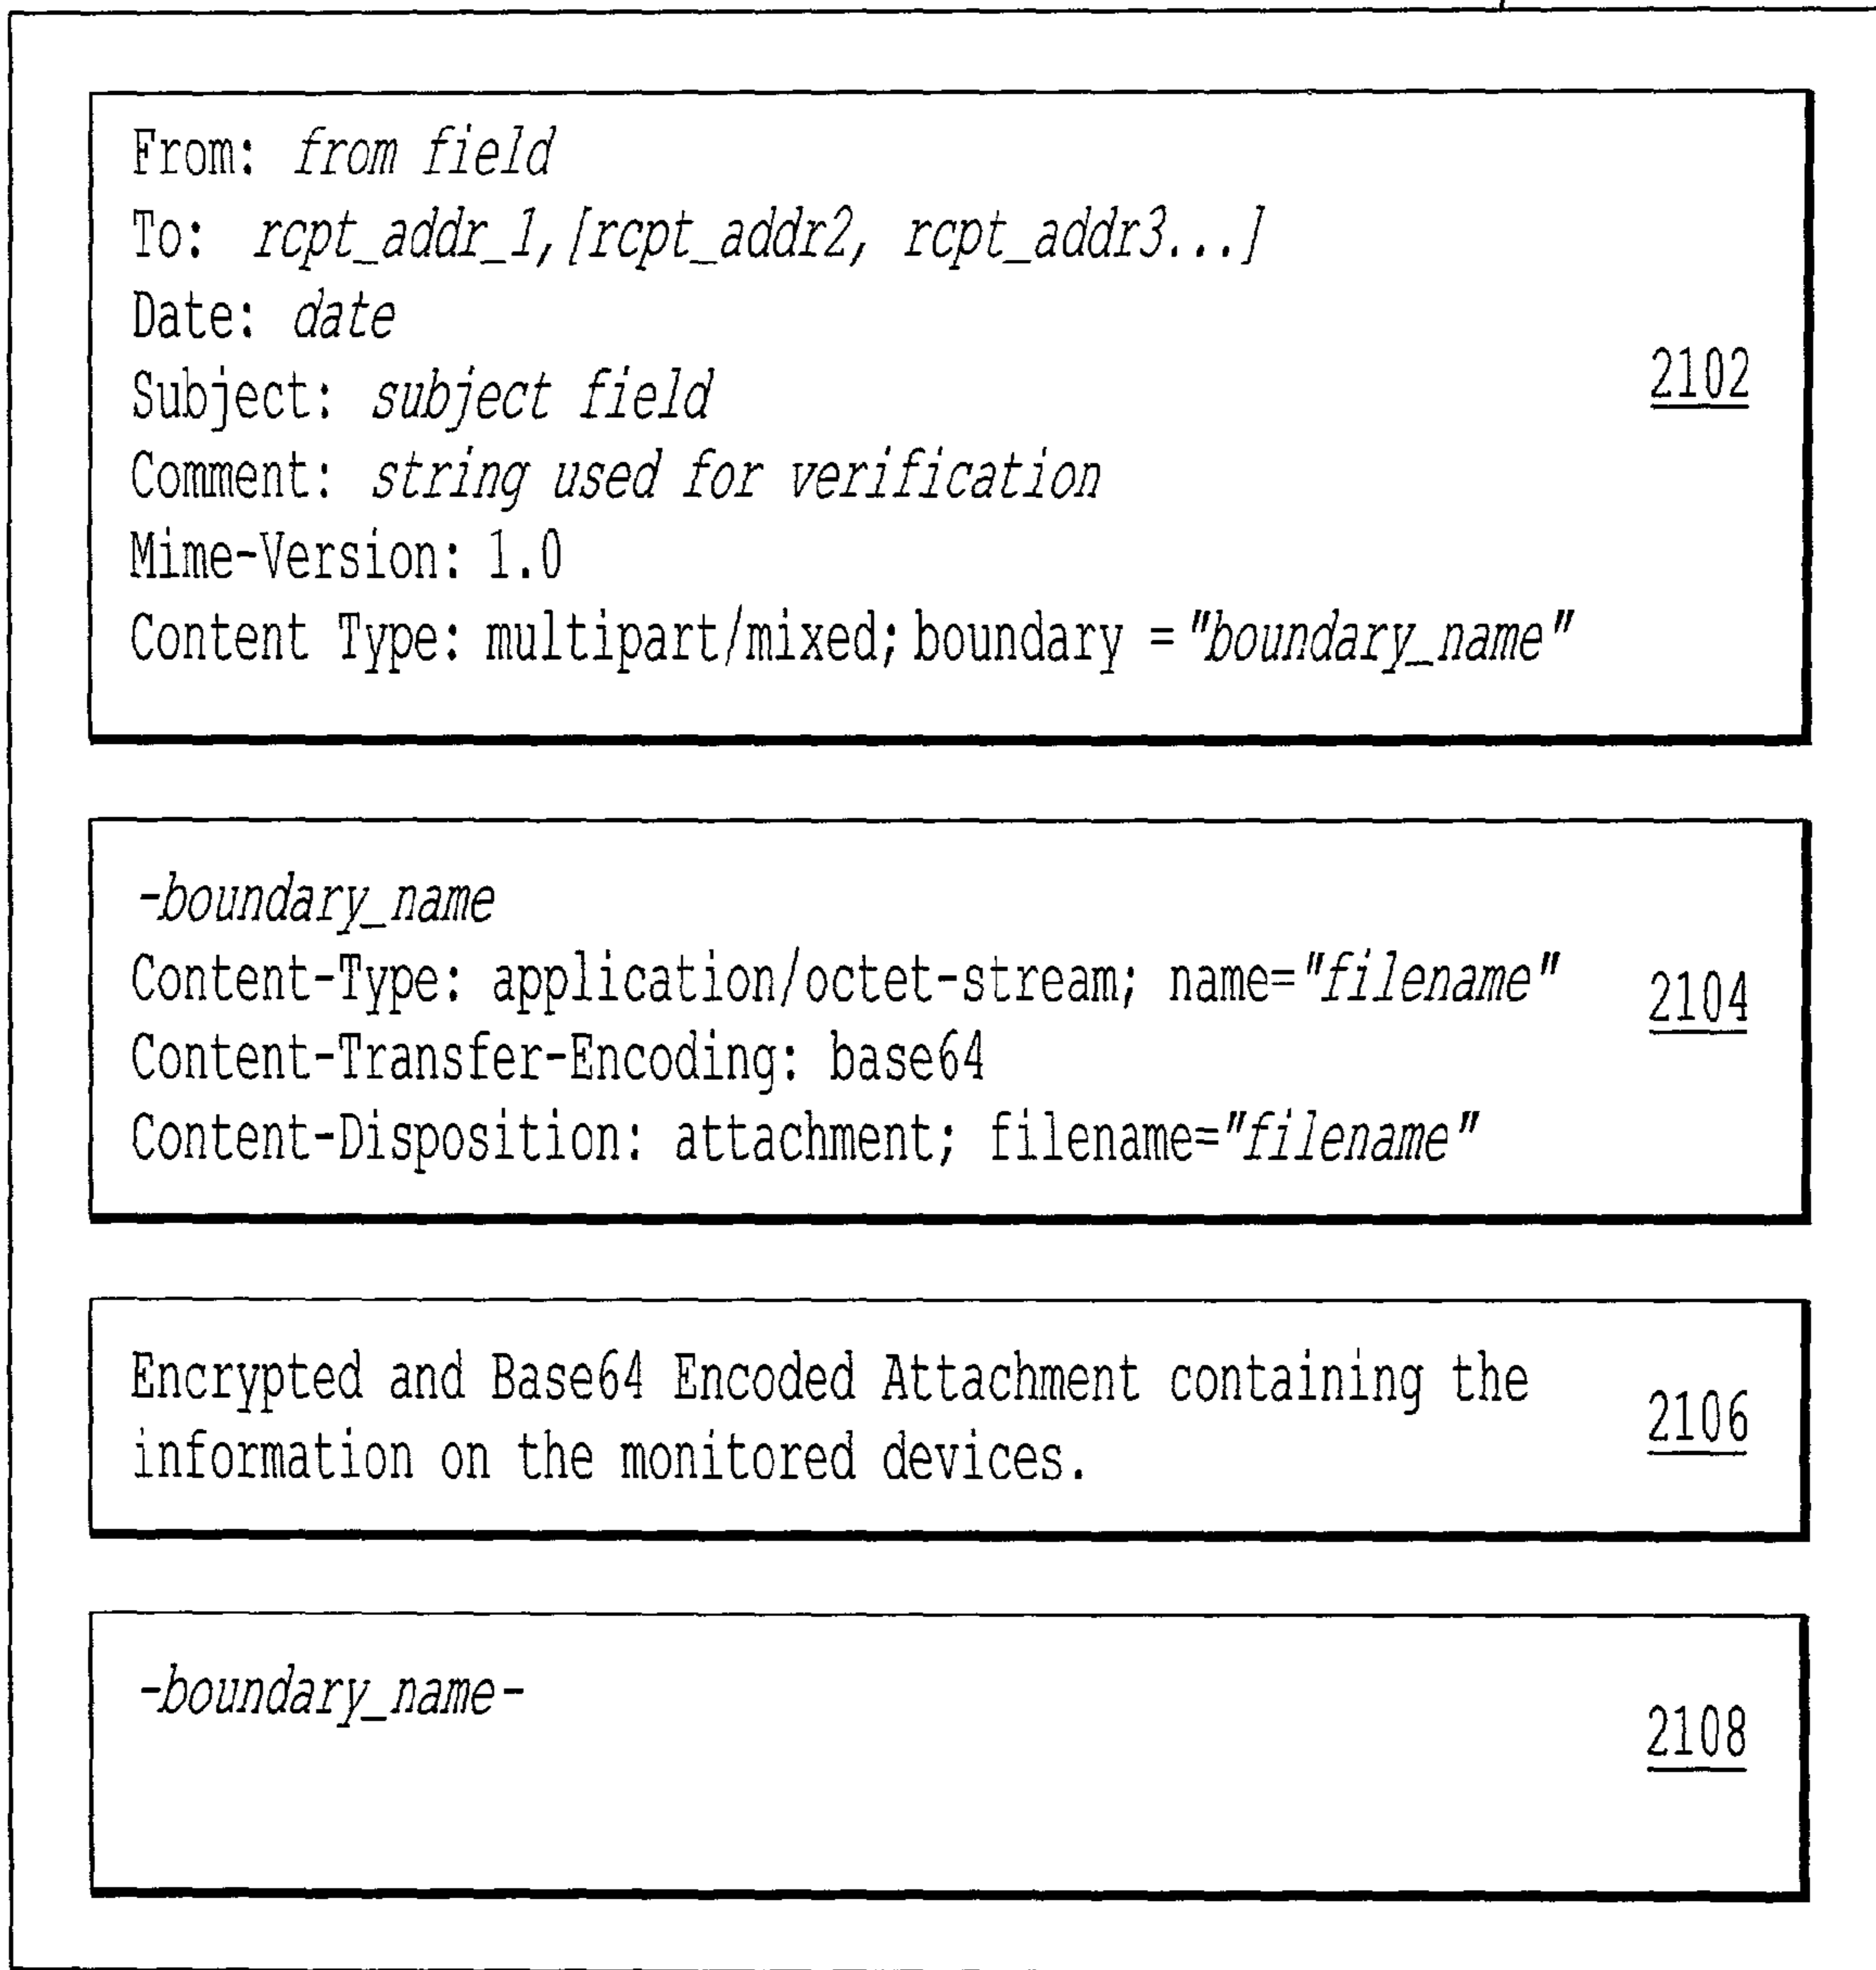 From: from field
To: rcpt_addr_1,[rcpt_addr2, rcpt_addr3...]
Date: date
Subject: subject field
2102
Comment: string used for verification
Mime-Version: 1.0
Content Type: multipart/mixed; boundary ="boundary_name"
-boundary_name
Content-Type: application/octet-stream; name="filename"
2104
Content-Transfer-Encoding: base64
Content-Disposition: attachment; filename="filename"
Encrypted and Base64 Encoded Attachment containing the
2106
information on the monitored devices.
-boundary_name-
2108